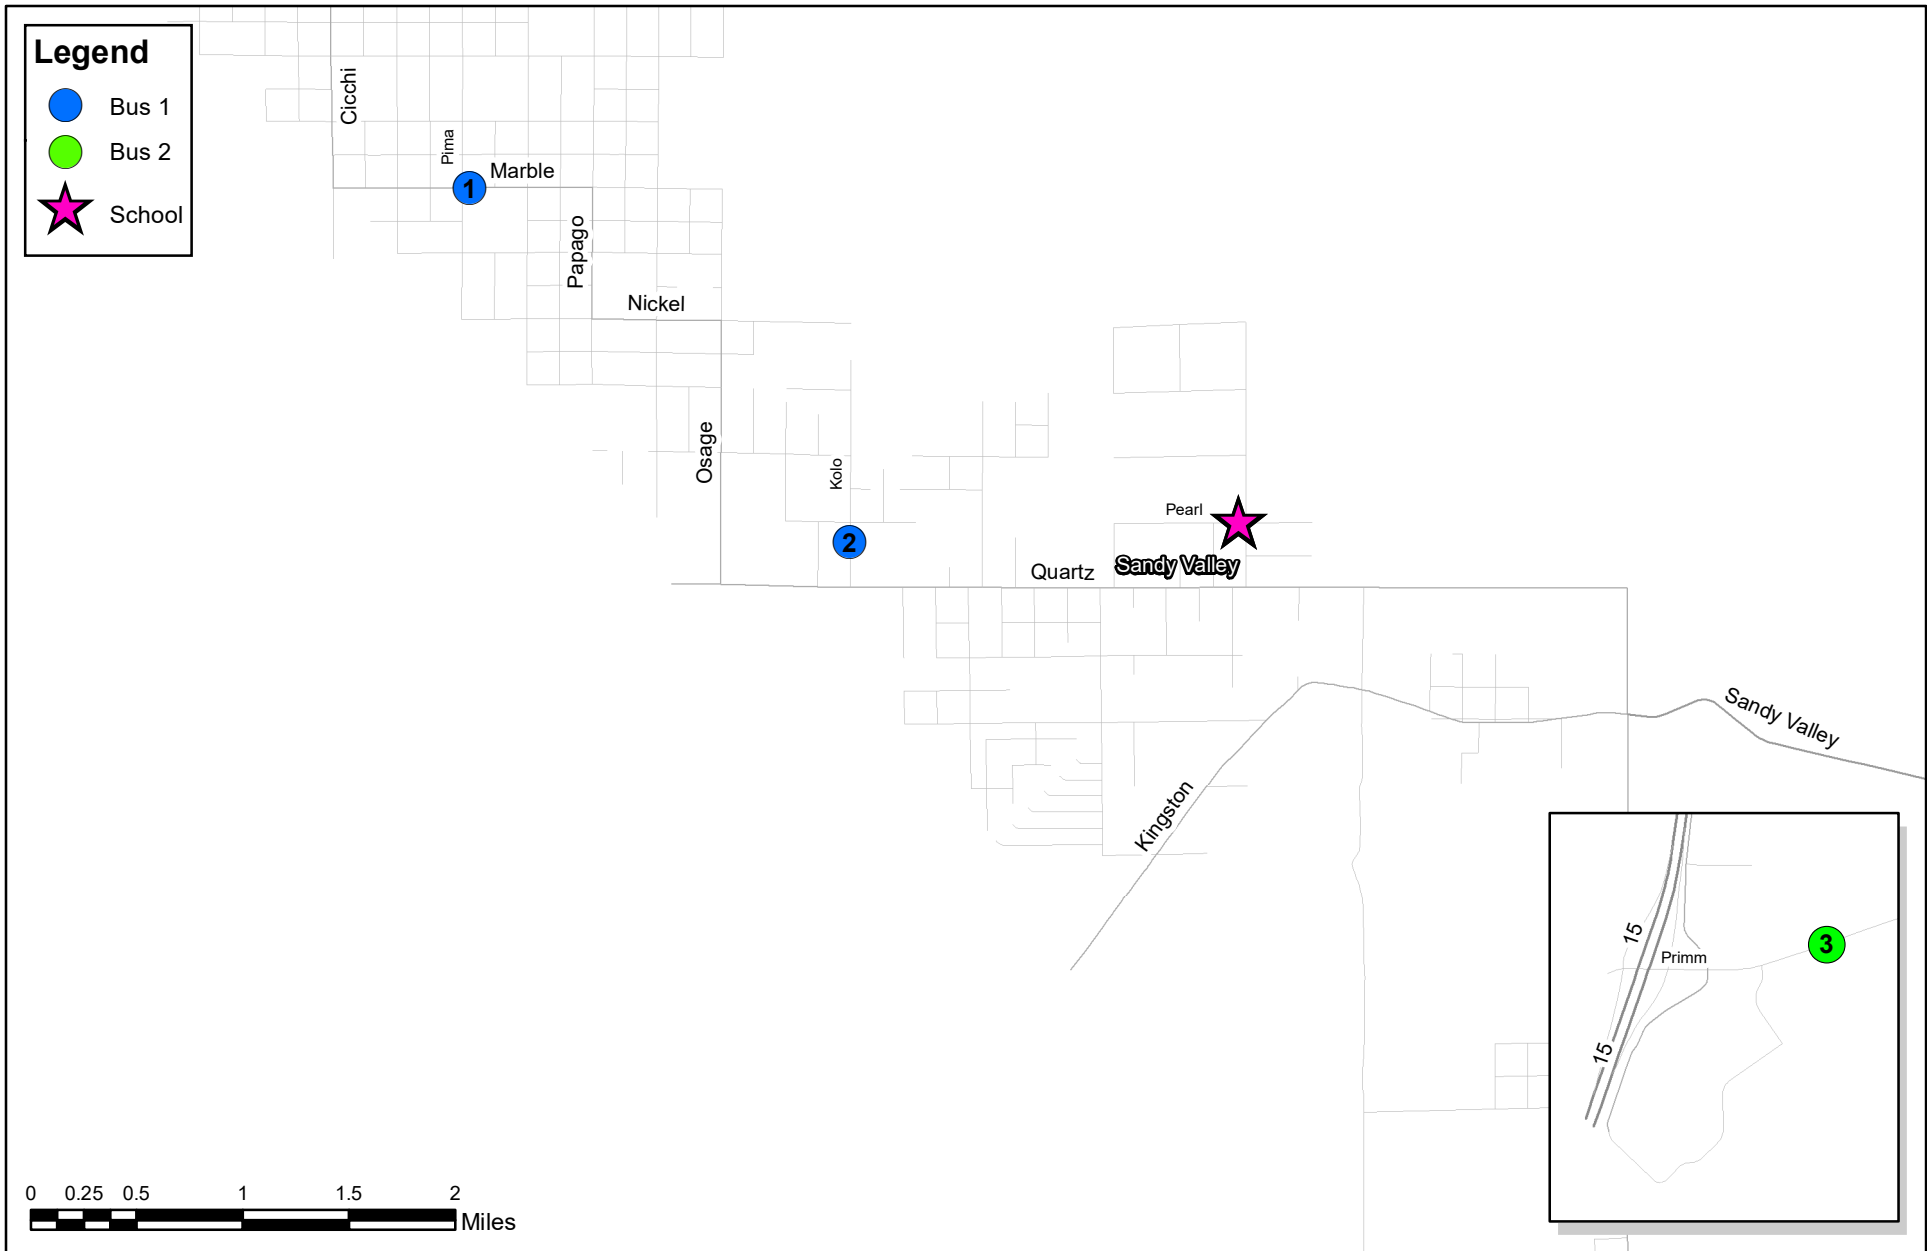 Legend
Bus 1
Bus 2
School
Cicchi
Pima
Marble
1
Papago
Nickel
Osage
Kolo
2
Pearl
Sandy Valley
Quartz
Sandy Valley
Kingston
15
Primm
3
15
0 0.25 0.5 1 1.5 2
Miles